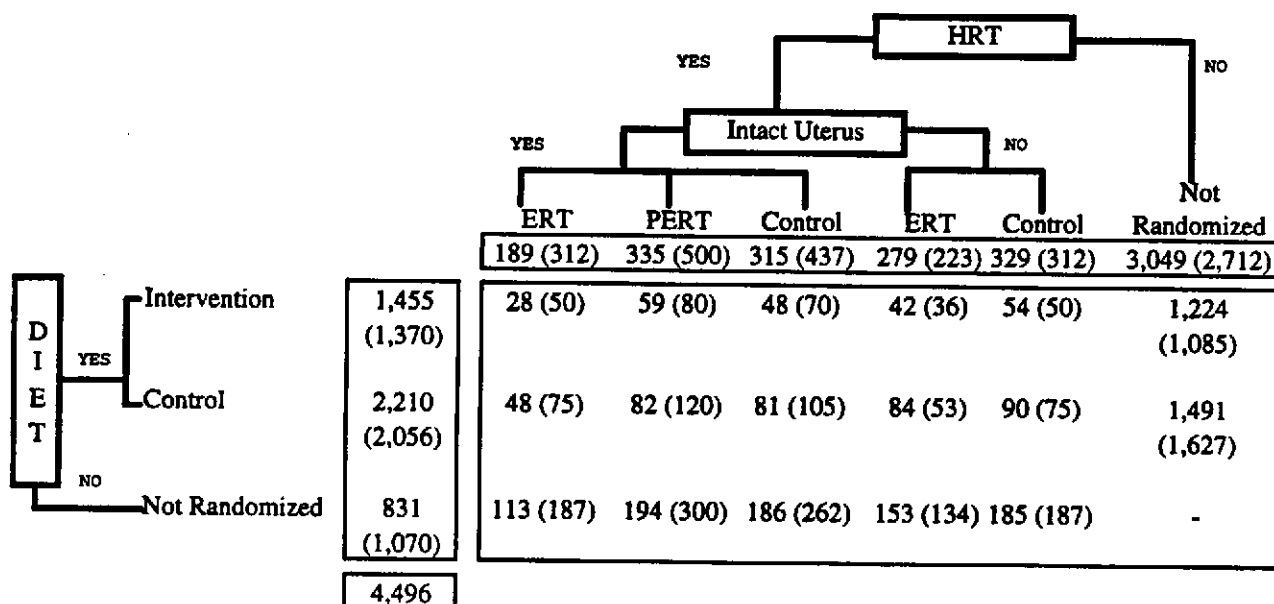 HRT
YES
NO
Intact Uterus
YES
NO
ERT PERT Control ERT Control Not Randomized
189 (312) 335 (500) 315 (437) 279 (223) 329 (312) 3,049 (2,712)
DIET
YES
NO
Intervention 1,455 28 (50) 59 (80) 48 (70) 42 (36) 54 (50) 1,224
(1,370) (1,085)
Control 2,210 48 (75) 82 (120) 81 (105) 84 (53) 90 (75) 1,491
(2,056) (1,627)
Not Randomized 831 113 (187) 194 (300) 186 (262) 153 (134) 185 (187) -
(1,070)
4,496